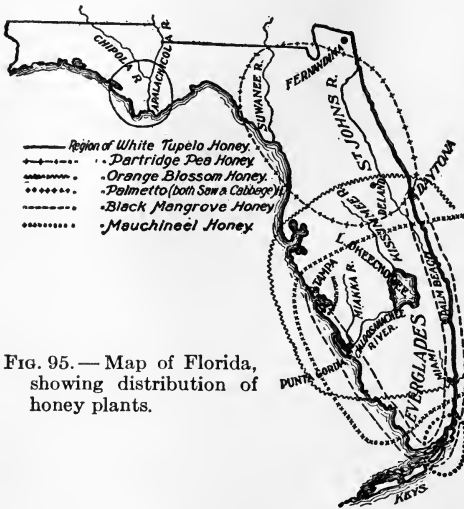 CHIPOLA R.
APALACHICOLA R.
SUWANEE R.
FERNANDINA
ST JOHNS R.
DAYTONA
DELAND
KISSIMMEE R.
L. OKEECHOBEE
TAMPA
MIAKKA R.
CALOOSAHATCHEE
RIVER.
PALM BEACH
MIAMI
EVERGLADES
PUNTA GORDA
KEYS
Region of White Tupelo Honey.
" " Partridge Pea Honey.
" " Orange Blossom Honey.
" " Palmetto (both Saw & Cabbage) H.
" " Black Mangrove Honey
" " Mauchineel Honey.
FIG. 95.—Map of Florida,
showing distribution of
honey plants.